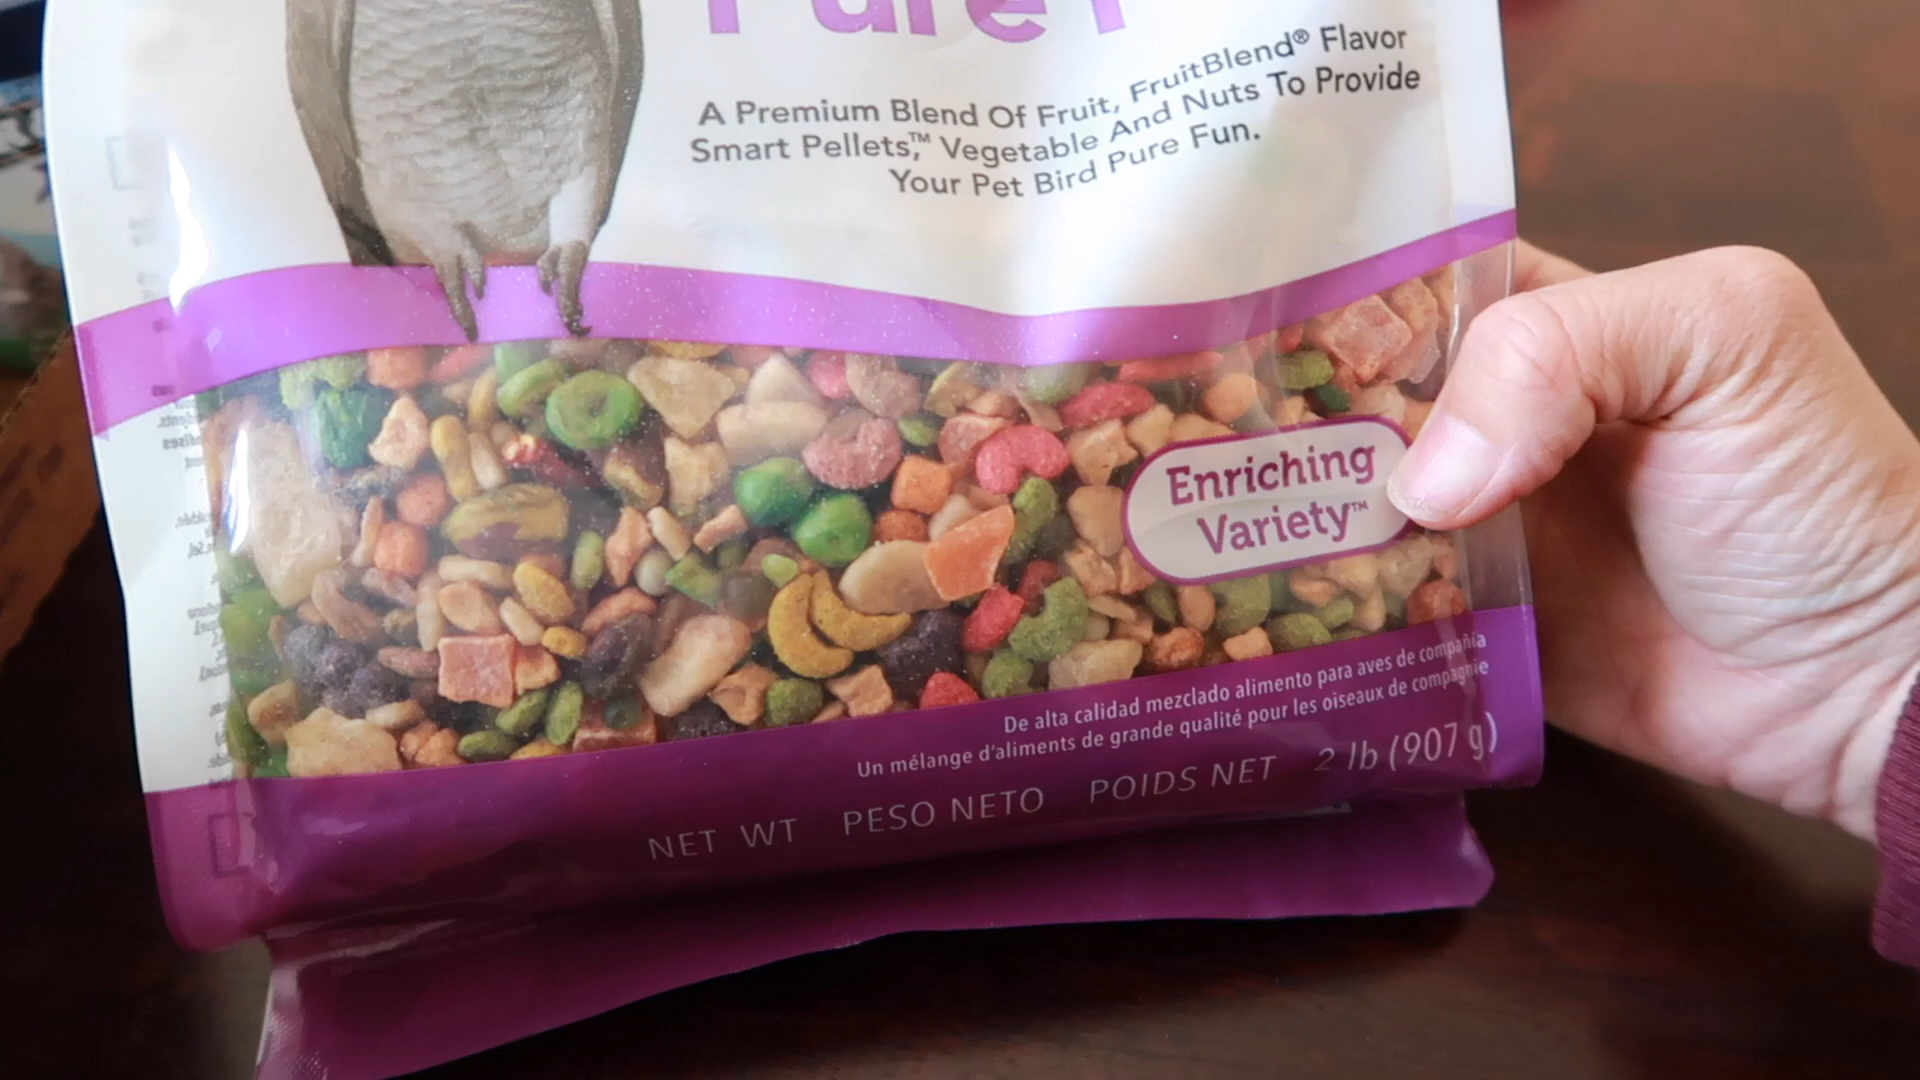 Pure F
A Premium Blend Of Fruit, FruitBlend® Flavor
Smart Pellets,™ Vegetable And Nuts To Provide
Your Pet Bird Pure Fun.
Enriching
Variety™
De alta calidad mezclado alimento para aves de compañia
Un mélange d'aliments de grande qualité pour les oiseaux de compagnie
NET WT PESO NETO POIDS NET 2 lb (907 g)